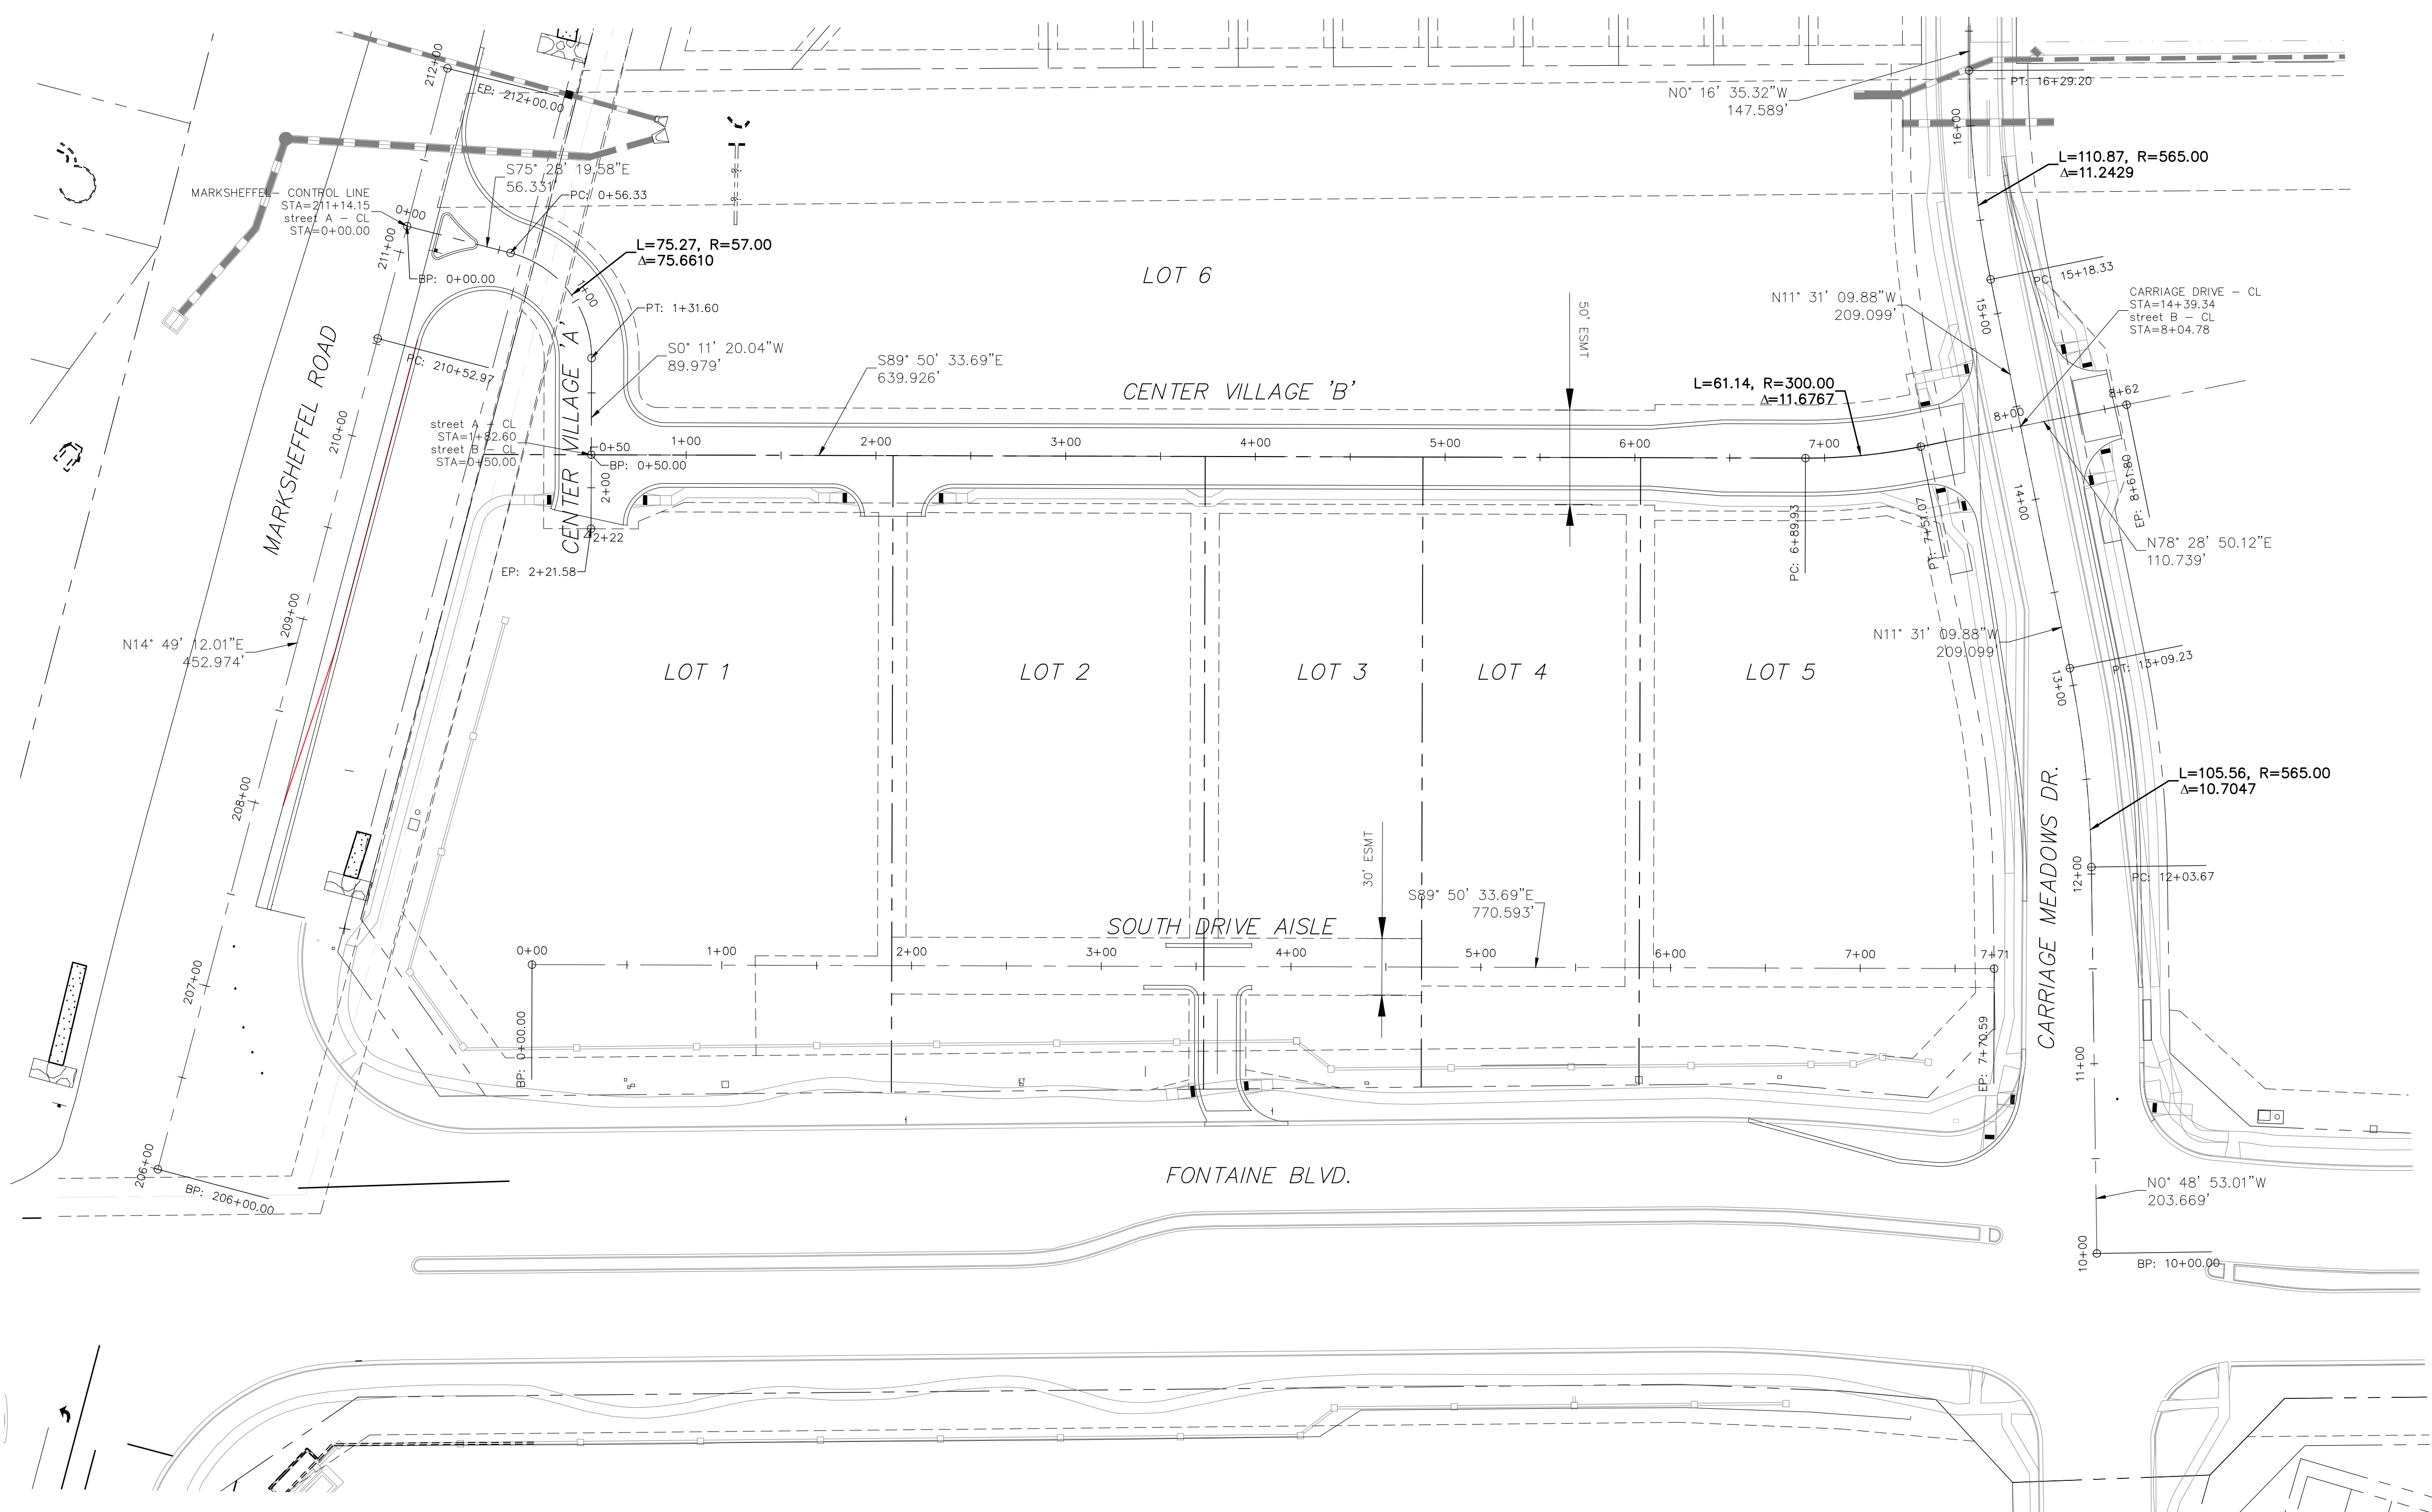 212+00
EP: 212+00.00
S75° 28' 19.58"E
56.331'
PC: 0+56.33
MARKSHEFFEL- CONTROL LINE
STA=211+14.15
street A - CL
STA=0+00.00
0+00
211+00
BP: 0+00.00
L=75.27, R=57.00
Δ=75.6610
1+00
PT: 1+31.60
PC: 210+52.97
S0° 11' 20.04"W
89.979'
S89° 50' 33.69"E
639.926'
LOT 6
50' ESMT
CENTER VILLAGE 'B'
N0° 16' 35.32"W
147.589'
PT: 16+29.20
16+00
L=110.87, R=565.00
Δ=11.2429
PC: 15+18.33
N11° 31' 09.88"W
209.099'
15+00
CARRIAGE DRIVE - CL
STA=14+39.34
street B - CL
STA=8+04.78
L=61.14, R=300.00
Δ=11.6767
MARKSHEFFEL ROAD
CENTER VILLAGE 'A'
210+00
street A - CL
STA=1+82.60
street B - CL
STA=0+50.00
0+50
BP: 0+50.00
1+00
2+00
3+00
4+00
5+00
6+00
7+00
8+00
8+62
2+00
2+22
EP: 2+21.58
PC: 6+89.93
PT: 7+51.07
14+00
EP: 8+61.80
N78° 28' 50.12"E
110.739'
209+00
N14° 49' 12.01"E
452.974'
LOT 1
LOT 2
LOT 3
LOT 4
LOT 5
N11° 31' 09.88"W
209.099'
PT: 13+09.23
13+00
208+00
L=105.56, R=565.00
Δ=10.7047
CARRIAGE MEADOWS DR.
30' ESMT
12+00
PC: 12+03.67
S89° 50' 33.69"E
770.593'
SOUTH DRIVE AISLE
0+00
1+00
2+00
3+00
4+00
5+00
6+00
7+00
7+71
207+00
BP: 0+00.00
EP: 7+70.59
11+00
206+00
BP: 206+00.00
FONTAINE BLVD.
N0° 48' 53.01"W
203.669'
10+00
BP: 10+00.00